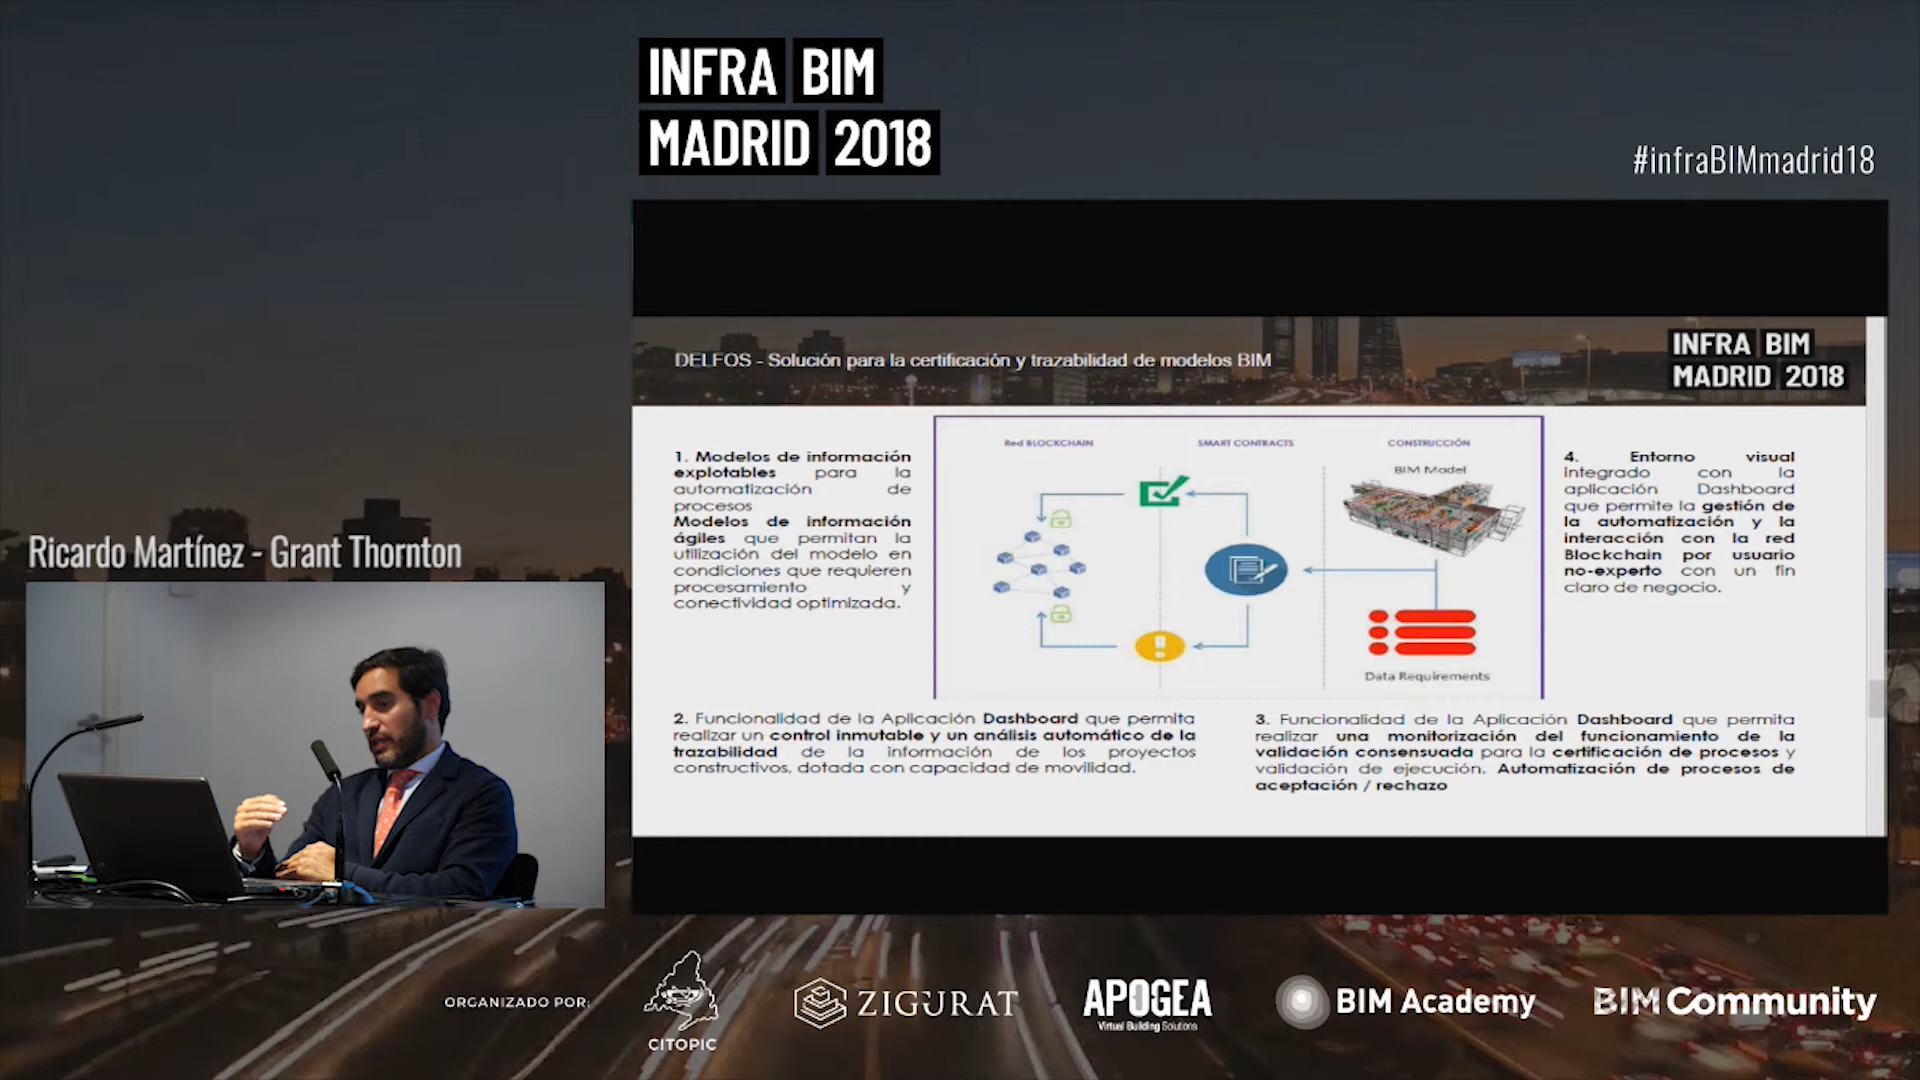 INFRA BIM
MADRID 2018
#infraBIMmadrid18
DELFOS - Solución para la certificación y trazabilidad de modelos BIM
INFRA BIM
MADRID 2018
1. Modelos de información
explotables para la
automatización de
procesos
Modelos de información
ágiles que permitan la
utilización del modelo en
condiciones que requieren
procesamiento y
conectividad optimizada.
Red BLOCKCHAIN
SMART CONTRACTS
CONSTRUCCIÓN
BIM Model
Data Requirements
4. Entorno visual
integrado con la
aplicación Dashboard
que permite la gestión de
la automatización y la
interacción con la red
Blockchain por usuario
no-experto con un fin
claro de negocio.
2. Funcionalidad de la Aplicación Dashboard que permita
realizar un control inmutable y un análisis automático de la
trazabilidad de la información de los proyectos
constructivos, dotada con capacidad de movilidad.
3. Funcionalidad de la Aplicación Dashboard que permita
realizar una monitorización del funcionamiento de la
validación consensuada para la certificación de procesos y
validación de ejecución. Automatización de procesos de
aceptación / rechazo
Ricardo Martínez - Grant Thornton
ORGANIZADO POR:
CITOPIC
ZIGURAT
APOGEA
Virtual Building Solutions
BIM Academy
BIM Community